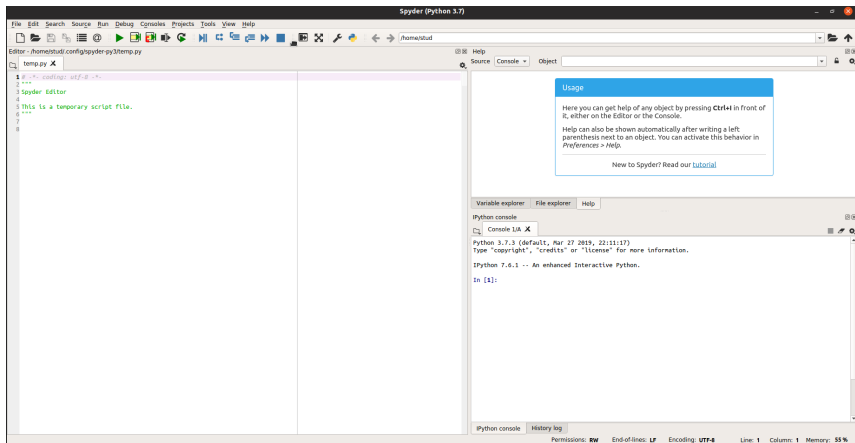 Spyder (Python 3.7)
File Edit Search Source Run Debug Consoles Projects Tools View Help
/home/stud
Editor - /home/stud/.config/spyder-py3/temp.py
temp.py
1 # -*- coding: utf-8 -*-
2 """
3 Spyder Editor
4
5 This is a temporary script file.
6 """
7
8
Help
Source Console Object
Usage
Here you can get help of any object by pressing Ctrl+I in front of
it, either on the Editor or the Console.
Help can also be shown automatically after writing a left
parenthesis next to an object. You can activate this behavior in
Preferences > Help.
New to Spyder? Read our tutorial
Variable explorer File explorer Help
IPython console
Console 1/A
Python 3.7.3 (default, Mar 27 2019, 22:11:17)
Type "copyright", "credits" or "license" for more information.
IPython 7.6.1 -- An enhanced Interactive Python.
In [1]:
IPython console History log
Permissions: RW End-of-lines: LF Encoding: UTF-8 Line: 1 Column: 1 Memory: 55 %